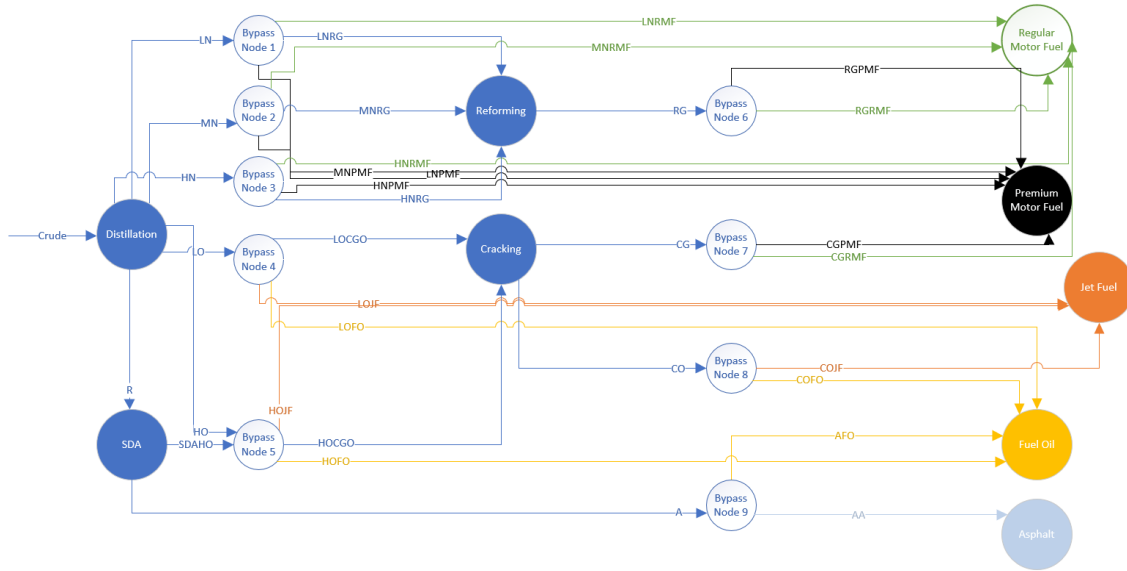 LNRMF
Bypass
Node 1
Regular
Motor Fuel
LN
LNRG
MNRMF
RGPMF
Bypass
Node 2
MNRG
Reforming
RG
Bypass
Node 6
RGRMF
MN
HNRMF
Bypass
Node 3
HN
MNPMF
LNPMF
HNPMF
HNRG
Premium
Motor Fuel
Crude
Distillation
LO
Bypass
Node 4
LOCGO
Cracking
CG
Bypass
Node 7
CGPMF
CGRMF
Jet Fuel
LOJF
LOFO
CO
Bypass
Node 8
COJF
COFO
R
HOJF
HO
SDA
SDAHO
Bypass
Node 5
HOCGO
HOFO
AFO
Fuel Oil
A
Bypass
Node 9
AA
Asphalt